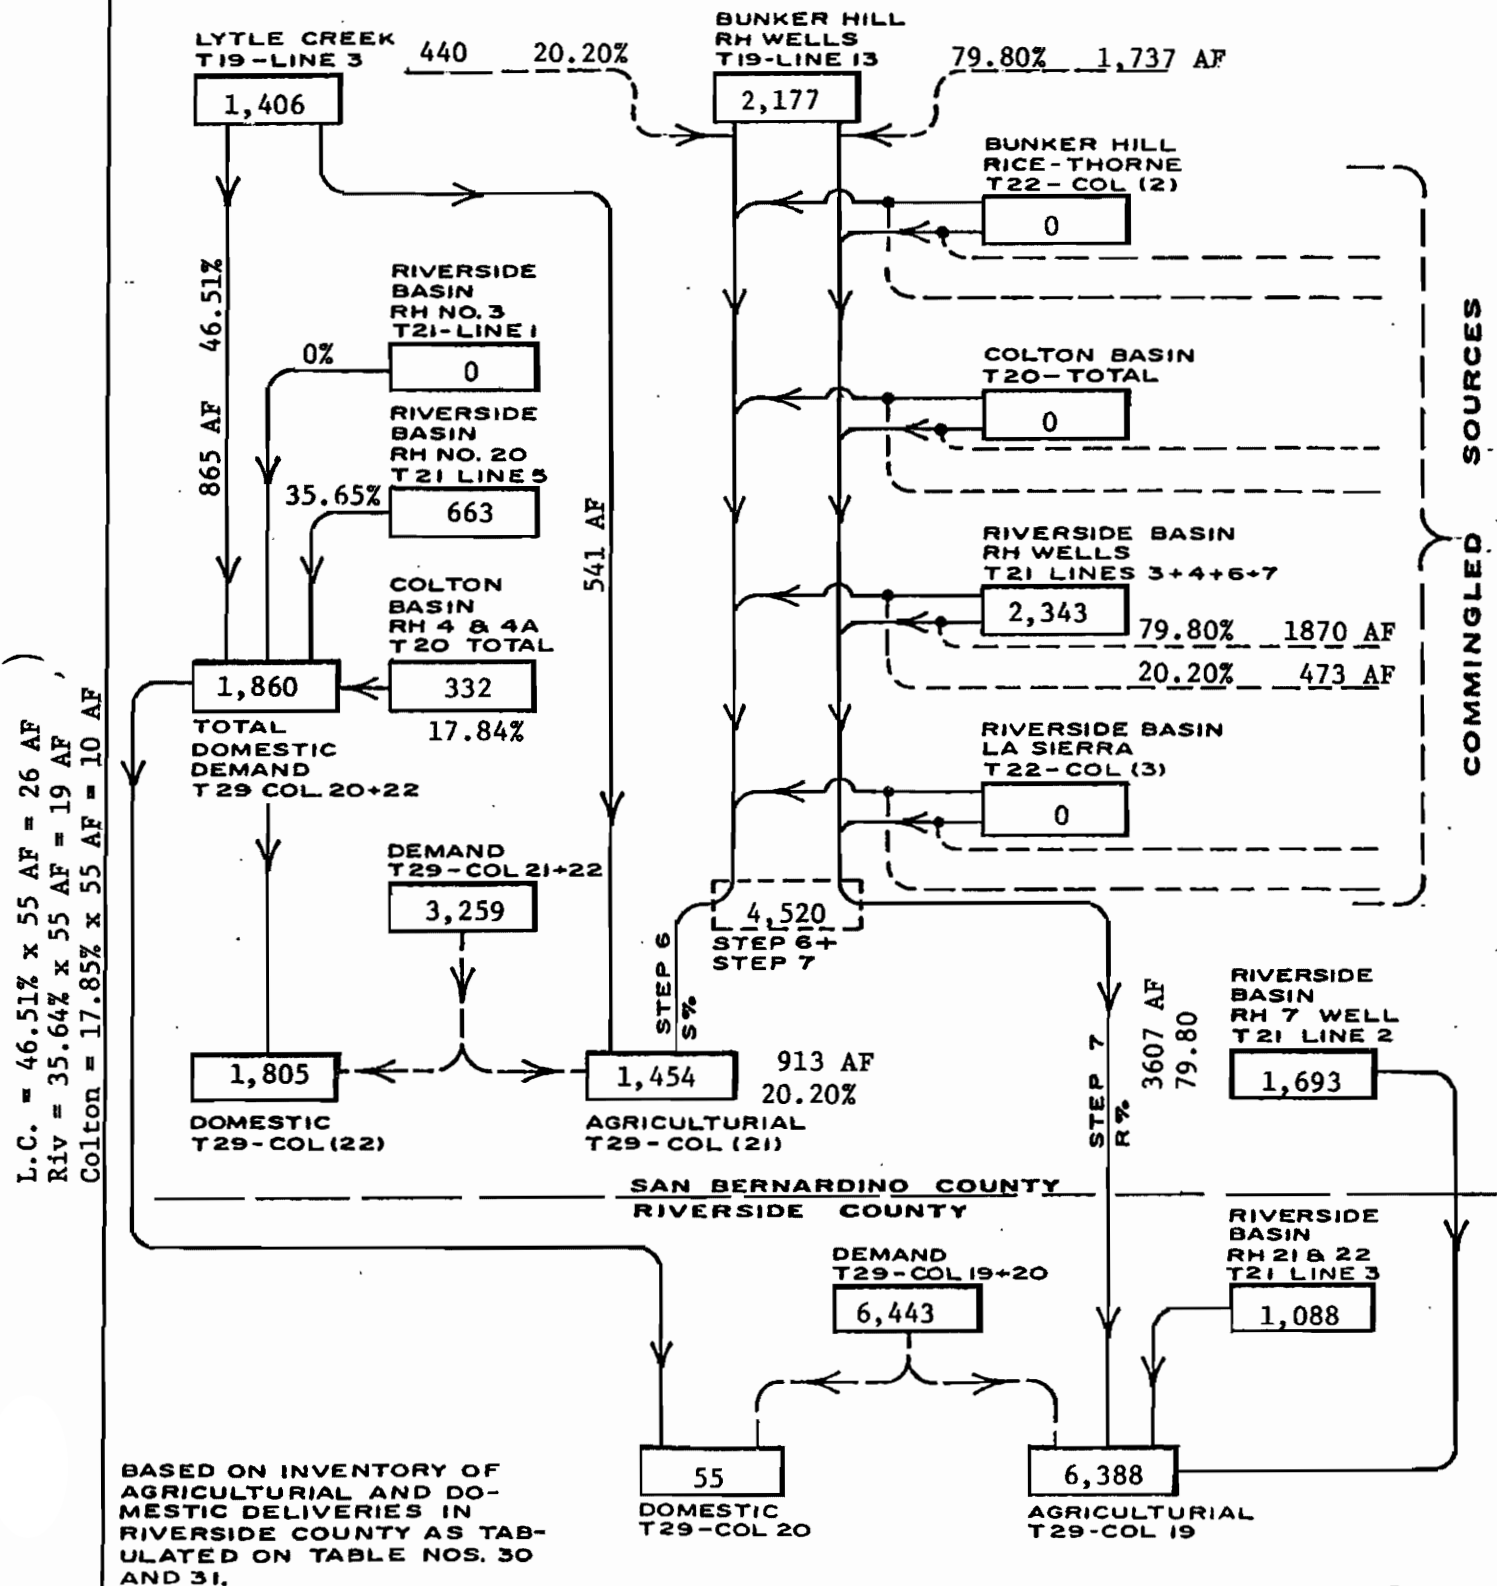 LYTLE CREEK
T19-LINE 3
1,406
440 20.20%
BUNKER HILL
RH WELLS
T19-LINE 13
2,177
79.80% 1,737 AF
BUNKER HILL
RICE-THORNE
T22-COL (2)
0
46.51%
865 AF
RIVERSIDE
BASIN
RH NO. 3
T21-LINE 1
0%
0
RIVERSIDE
BASIN
RH NO. 20
T21 LINE 5
35.65%
663
541 AF
COLTON BASIN
T20-TOTAL
0
COMMINGLED SOURCES
RIVERSIDE BASIN
RH WELLS
T21 LINES 3+4+6+7
2,343
79.80% 1870 AF
20.20% 473 AF
COLTON
BASIN
RH 4 & 4A
T20 TOTAL
332
17.84%
1,860
TOTAL
DOMESTIC
DEMAND
T29 COL 20+22
RIVERSIDE BASIN
LA SIERRA
T22-COL (3)
0
L.C. = 46.51% x 55 AF = 26 AF )
Riv = 35.64% x 55 AF = 19 AF ,
Colton = 17.85% x 55 AF = 10 AF
DEMAND
T29-COL 21+22
3,259
4,520
STEP 6+
STEP 7
STEP 6
S%
1,805
DOMESTIC
T29-COL (22)
1,454
913 AF
20.20%
AGRICULTURIAL
T29-COL (21)
STEP 7
R%
3607 AF
79.80
RIVERSIDE
BASIN
RH 7 WELL
T21 LINE 2
1,693
SAN BERNARDINO COUNTY
RIVERSIDE COUNTY
DEMAND
T29-COL 19+20
6,443
RIVERSIDE
BASIN
RH 21 & 22
T21 LINE 3
1,088
55
DOMESTIC
T29-COL 20
6,388
AGRICULTURIAL
T29-COL 19
BASED ON INVENTORY OF
AGRICULTURIAL AND DO-
MESTIC DELIVERIES IN
RIVERSIDE COUNTY AS TAB-
ULATED ON TABLE NOS. 30
AND 31.